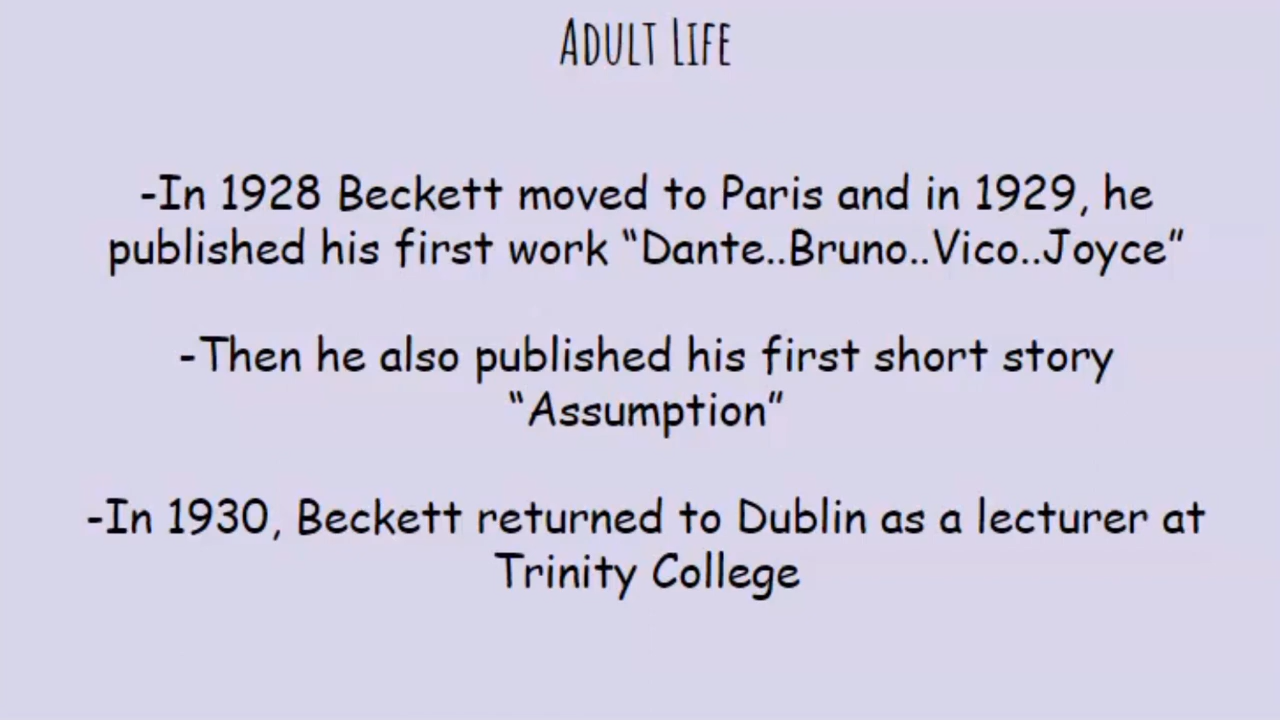 ADULT LIFE
-In 1928 Beckett moved to Paris and in 1929, he
published his first work “Dante..Bruno..Vico..Joyce”
-Then he also published his first short story
“Assumption”
-In 1930, Beckett returned to Dublin as a lecturer at
Trinity College